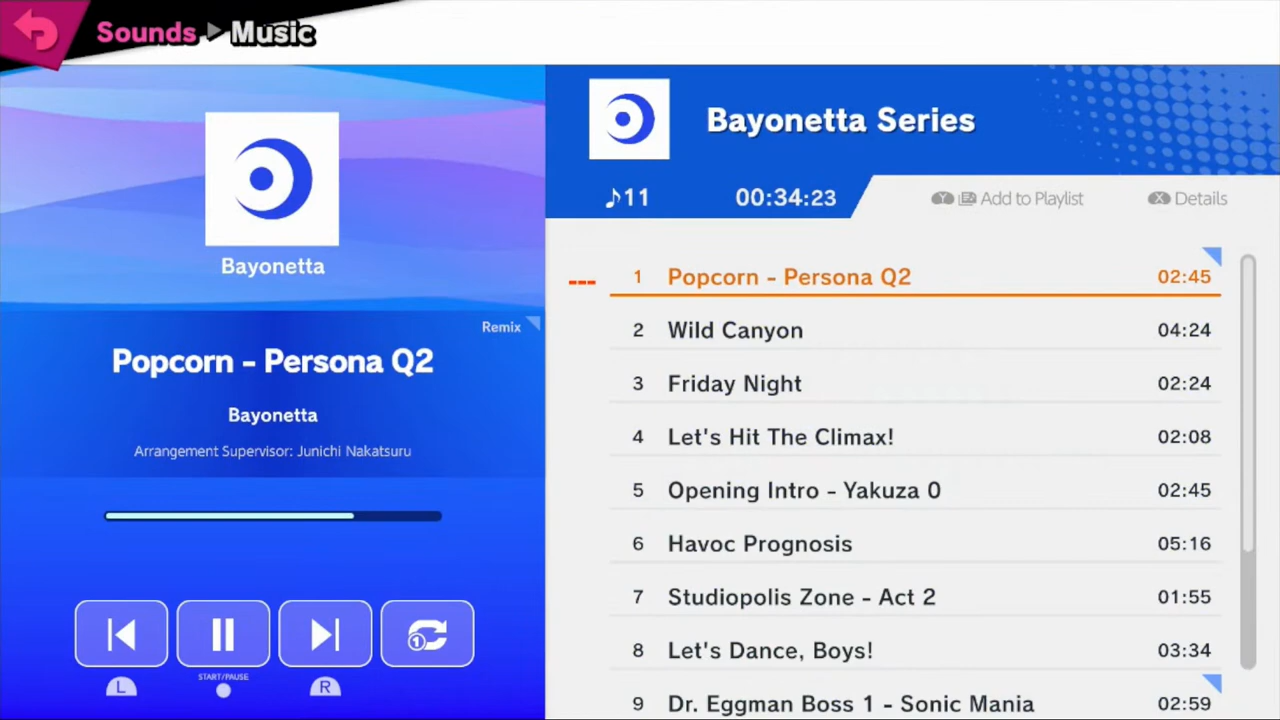 Sounds Music
Bayonetta
Remix
Popcorn - Persona Q2
Bayonetta
Arrangement Supervisor: Junichi Nakatsuru
L START/PAUSE R
1
Bayonetta Series
♪11 00:34:23
Y Add to Playlist X Details
1 Popcorn - Persona Q2 02:45
2 Wild Canyon 04:24
3 Friday Night 02:24
4 Let's Hit The Climax! 02:08
5 Opening Intro - Yakuza 0 02:45
6 Havoc Prognosis 05:16
7 Studiopolis Zone - Act 2 01:55
8 Let's Dance, Boys! 03:34
9 Dr. Eggman Boss 1 - Sonic Mania 02:59